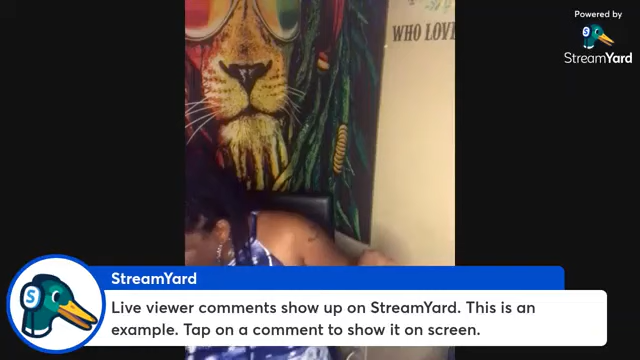 Powered by
StreamYard
WHO LOVE
S
StreamYard
Live viewer comments show up on StreamYard. This is an
example. Tap on a comment to show it on screen.